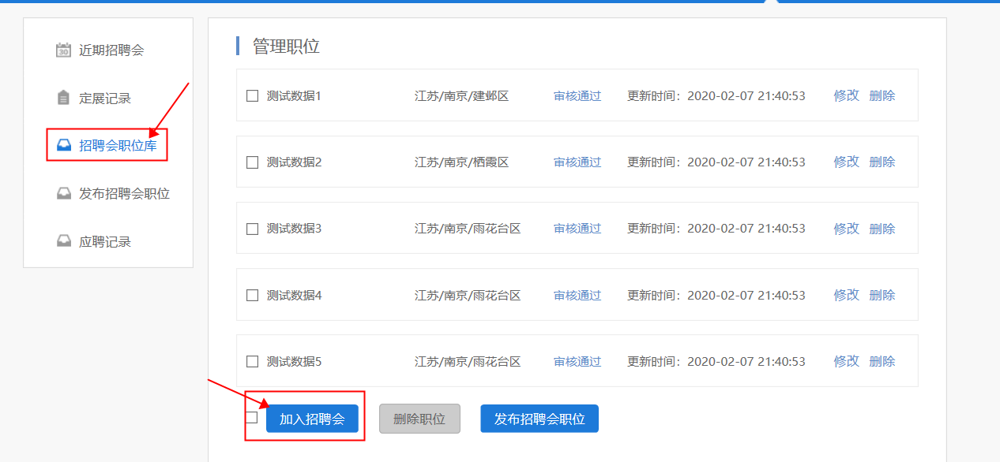 30
近期招聘会
定展记录
招聘会职位库
发布招聘会职位
应聘记录
管理职位
测试数据1 江苏/南京/建邺区 审核通过 更新时间：2020-02-07 21:40:53 修改 删除
测试数据2 江苏/南京/栖霞区 审核通过 更新时间：2020-02-07 21:40:53 修改 删除
测试数据3 江苏/南京/雨花台区 审核通过 更新时间：2020-02-07 21:40:53 修改 删除
测试数据4 江苏/南京/雨花台区 审核通过 更新时间：2020-02-07 21:40:53 修改 删除
测试数据5 江苏/南京/雨花台区 审核通过 更新时间：2020-02-07 21:40:53 修改 删除
加入招聘会 删除职位 发布招聘会职位